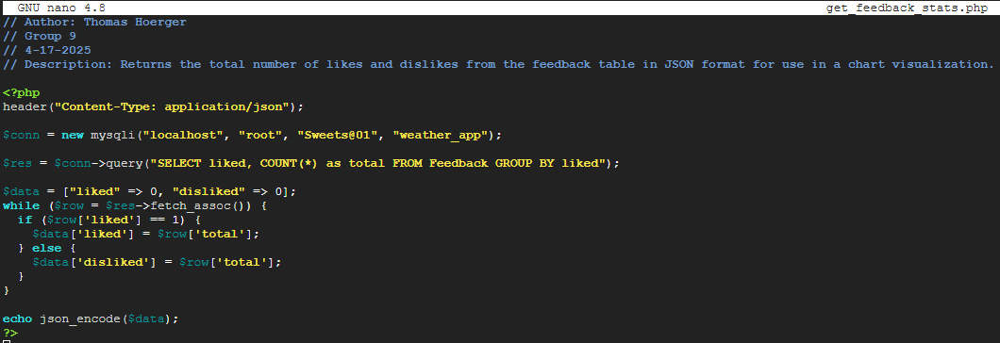 GNU nano 4.8 get_feedback_stats.php
// Author: Thomas Hoerger
// Group 9
// 4-17-2025
// Description: Returns the total number of likes and dislikes from the feedback table in JSON format for use in a chart visualization.
<?php
header("Content-Type: application/json");
$conn = new mysqli("localhost", "root", "Sweets@01", "weather_app");
$res = $conn->query("SELECT liked, COUNT(*) as total FROM Feedback GROUP BY liked");
$data = ["liked" => 0, "disliked" => 0];
while ($row = $res->fetch_assoc()) {
  if ($row['liked'] == 1) {
    $data['liked'] = $row['total'];
  } else {
    $data['disliked'] = $row['total'];
  }
}
echo json_encode($data);
?>